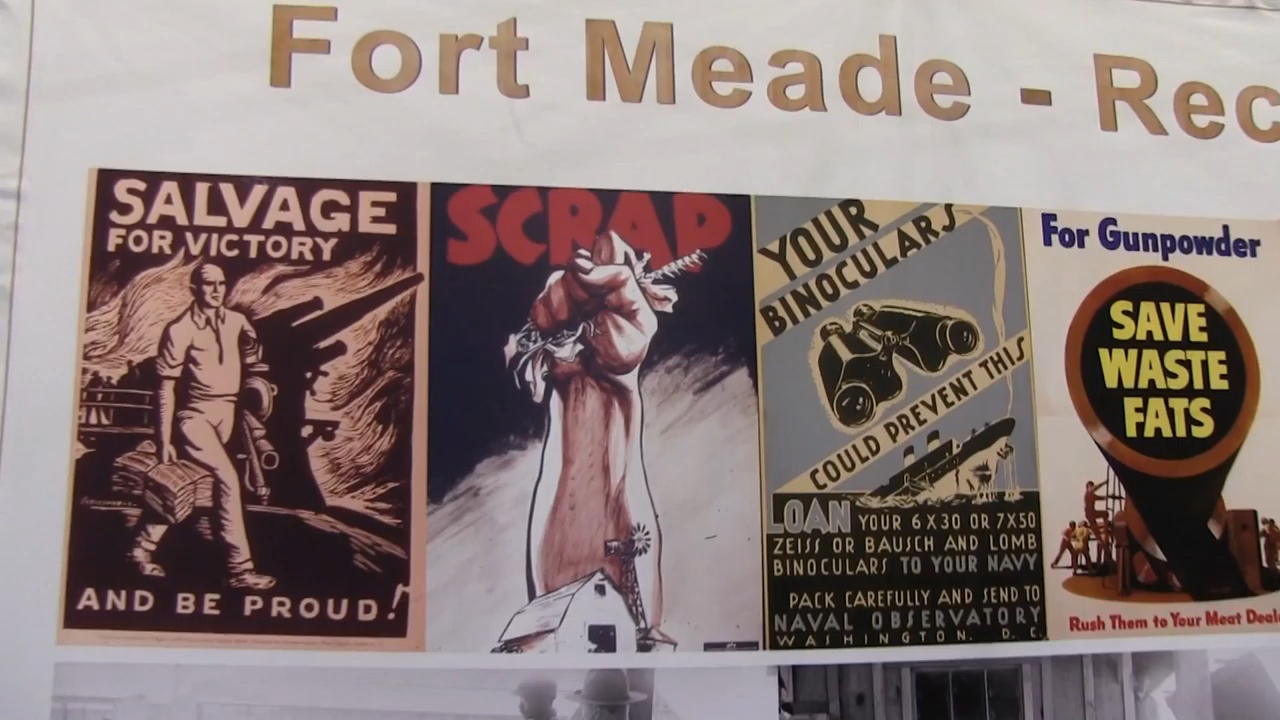 Fort Meade - Rec
SALVAGE
FOR VICTORY
AND BE PROUD!
SCRAP
YOUR
BINOCULARS
COULD PREVENT THIS
LOAN YOUR 6X30 OR 7X50
ZEISS OR BAUSCH AND LOMB
BINOCULARS TO YOUR NAVY
PACK CAREFULLY AND SEND TO
NAVAL OBSERVATORY
WASHINGTON, D.C.
For Gunpowder
SAVE
WASTE
FATS
Rush Them to Your Meat Deale